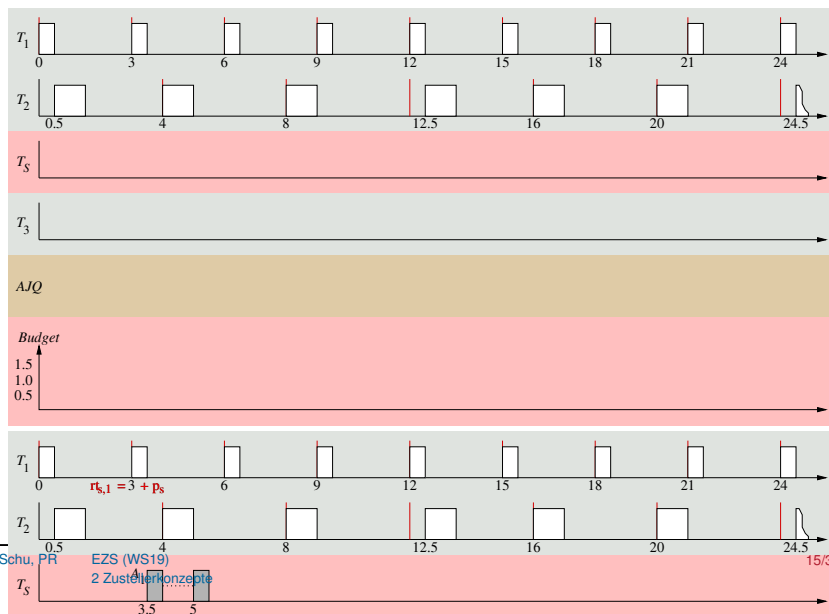 T1
0 3 6 9 12 15 18 21 24
T2
0.5 4 8 12.5 16 20 24.5
TS
T3
AJQ
Budget
1.5
1.0
0.5
T1
0 3 6 9 12 15 18 21 24
rts,1 = 3 + ps
T2
0.5 4 8 12.5 16 20 24.5
Schu, PR EZS (WS19) 15/3
2 Zustellerkonzepte
TS
3.5 5